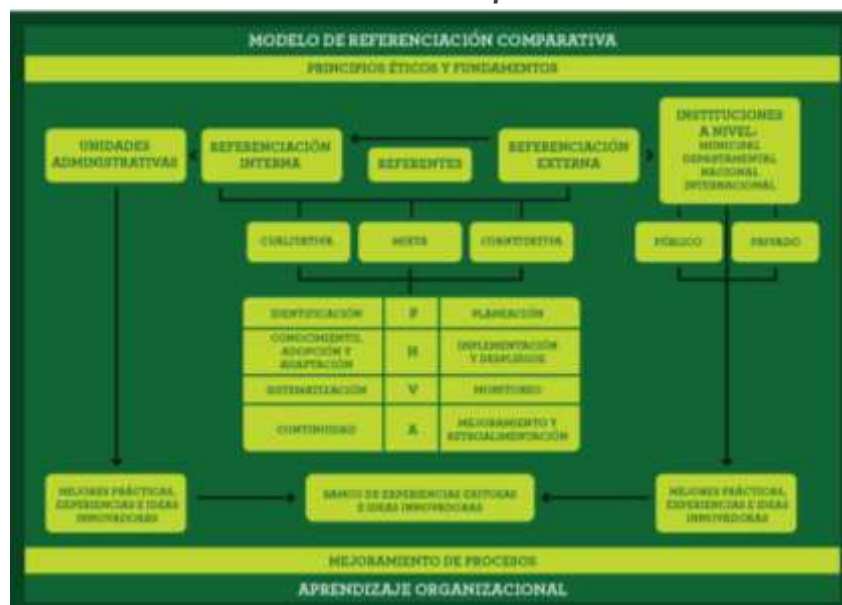 MODELO DE REFERENCIACIÓN COMPARATIVA
PRINCIPIOS ÉTICOS Y FUNDAMENTOS
UNIDADES
ADMINISTRATIVAS
REFERENCIACIÓN
INTERNA
REFERENTES
REFERENCIACIÓN
EXTERNA
INSTITUCIONES
A NIVEL:
MUNICIPAL
DEPARTAMENTAL
NACIONAL
INTERNACIONAL
CUALITATIVA
MIXTA
CUANTITATIVA
PÚBLICO
PRIVADO
IDENTIFICACIÓN
P
PLANEACIÓN
CONOCIMIENTO,
ADOPCIÓN Y
ADAPTACIÓN
H
IMPLEMENTACIÓN
Y DESPLIEGUE
SISTEMATIZACIÓN
V
MONITOREO
CONTINUIDAD
A
MEJORAMIENTO Y
RETROALIMENTACIÓN
MEJORES PRÁCTICAS,
EXPERIENCIAS E IDEAS
INNOVADORAS
BANCO DE EXPERIENCIAS EXITOSAS
E IDEAS INNOVADORAS
MEJORES PRÁCTICAS,
EXPERIENCIAS E IDEAS
INNOVADORAS
MEJORAMIENTO DE PROCESOS
APRENDIZAJE ORGANIZACIONAL